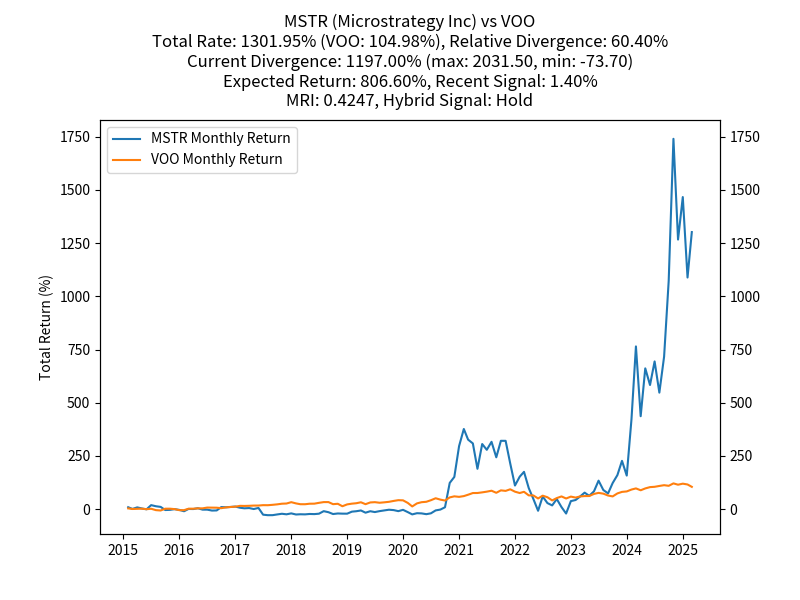 MSTR (Microstrategy Inc) vs VOO
Total Rate: 1301.95% (VOO: 104.98%), Relative Divergence: 60.40%
Current Divergence: 1197.00% (max: 2031.50, min: -73.70)
Expected Return: 806.60%, Recent Signal: 1.40%
MRI: 0.4247, Hybrid Signal: Hold
MSTR Monthly Return
VOO Monthly Return
Total Return (%)
1750
1500
1250
1000
750
500
250
0
1750
1500
1250
1000
750
500
250
0
2015 2016 2017 2018 2019 2020 2021 2022 2023 2024 2025